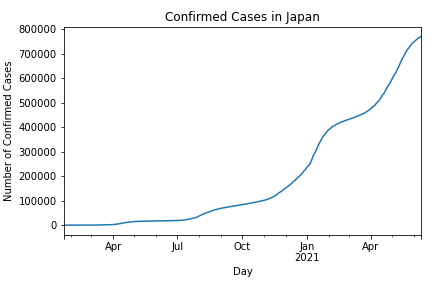 Confirmed Cases in Japan
800000
700000
600000
500000
400000
300000
200000
100000
0
Number of Confirmed Cases
Apr
Jul
Oct
Jan
2021
Apr
Day